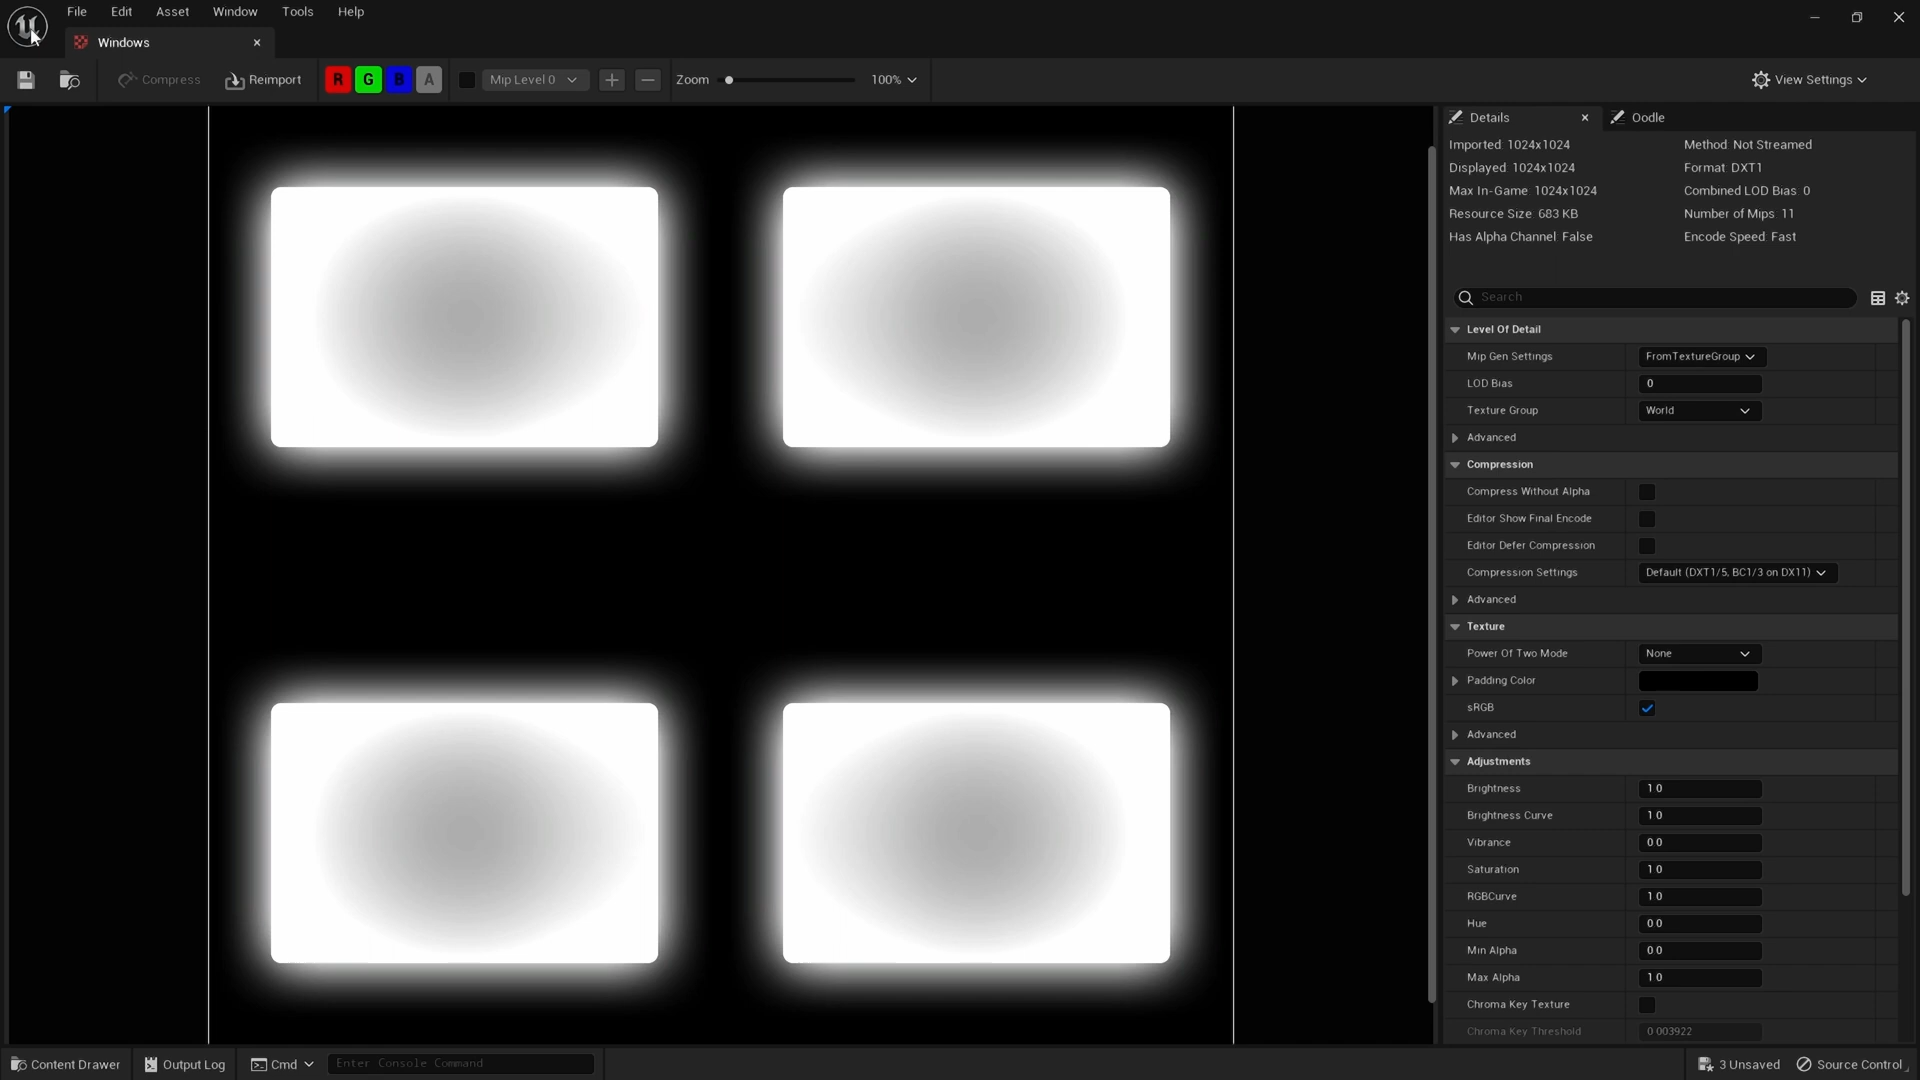 File Edit Asset Window Tools Help
Windows
Compress Reimport R G B A Mip Level 0 Zoom 100% View Settings
Details Oodle
Imported 1024x1024 Method Not Streamed
Displayed 1024x1024 Format DXT1
Max In-Game 1024x1024 Combined LOD Bias 0
Resource Size 683 KB Number of Mips 11
Has Alpha Channel False Encode Speed Fast
Search
Level Of Detail
Mip Gen Settings FromTextureGroup
LOD Bias 0
Texture Group World
Advanced
Compression
Compress Without Alpha
Editor Show Final Encode
Editor Defer Compression
Compression Settings Default (DXT1/5, BC1/3 on DX11)
Advanced
Texture
Power Of Two Mode None
Padding Color
sRGB
Advanced
Adjustments
Brightness 1.0
Brightness Curve 1.0
Vibrance 0.0
Saturation 1.0
RGBCurve 1.0
Hue 0.0
Min Alpha 0.0
Max Alpha 1.0
Chroma Key Texture
Chroma Key Threshold 0.003922
Content Drawer Output Log Cmd Enter Console Command 3 Unsaved Source Control